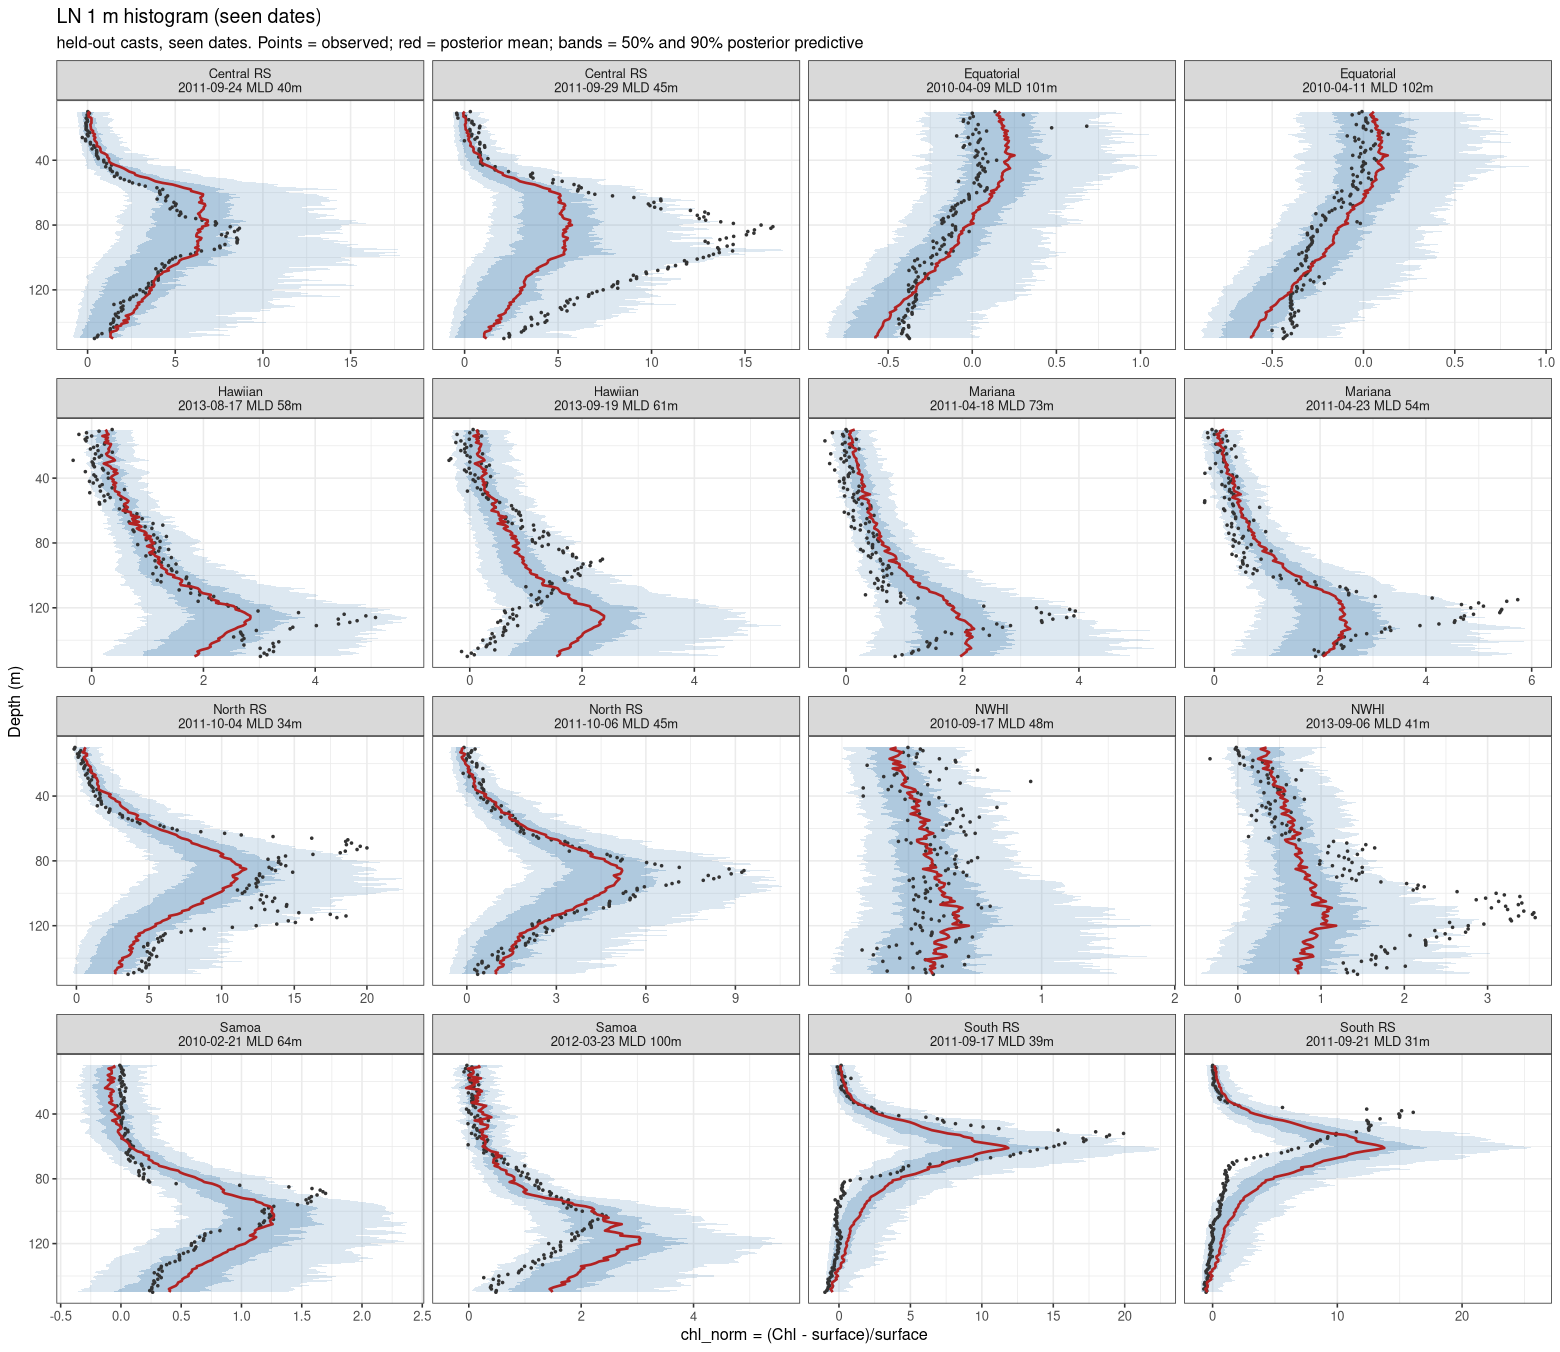 LN 1 m histogram (seen dates)
held-out casts, seen dates. Points = observed; red = posterior mean; bands = 50% and 90% posterior predictive
Central RS
2011-09-24 MLD 40m
Central RS
2011-09-29 MLD 45m
Equatorial
2010-04-09 MLD 101m
Equatorial
2010-04-11 MLD 102m
40
80
120
0 5 10 15
0 5 10 15
-0.5 0.0 0.5 1.0
-0.5 0.0 0.5 1.0
Hawiian
2013-08-17 MLD 58m
Hawiian
2013-09-19 MLD 61m
Mariana
2011-04-18 MLD 73m
Mariana
2011-04-23 MLD 54m
40
80
120
0 2 4
0 2 4
0 2 4
0 2 4 6
Depth (m)
North RS
2011-10-04 MLD 34m
North RS
2011-10-06 MLD 45m
NWHI
2010-09-17 MLD 48m
NWHI
2013-09-06 MLD 41m
40
80
120
0 5 10 15 20
0 3 6 9
0 1 2
0 1 2 3
Samoa
2010-02-21 MLD 64m
Samoa
2012-03-23 MLD 100m
South RS
2011-09-17 MLD 39m
South RS
2011-09-21 MLD 31m
40
80
120
-0.5 0.0 0.5 1.0 1.5 2.0 2.5
0 2 4
0 5 10 15 20
0 10 20
chl_norm = (Chl - surface)/surface